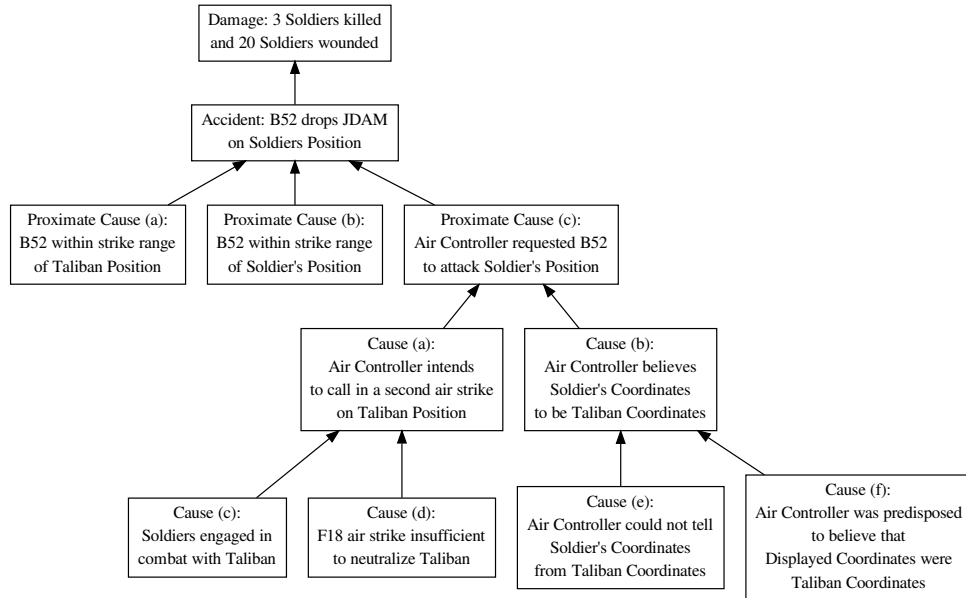 Damage: 3 Soldiers killed
and 20 Soldiers wounded
Accident: B52 drops JDAM
on Soldiers Position
Proximate Cause (a):
B52 within strike range
of Taliban Position
Proximate Cause (b):
B52 within strike range
of Soldier's Position
Proximate Cause (c):
Air Controller requested B52
to attack Soldier's Position
Cause (a):
Air Controller intends
to call in a second air strike
on Taliban Position
Cause (b):
Air Controller believes
Soldier's Coordinates
to be Taliban Coordinates
Cause (c):
Soldiers engaged in
combat with Taliban
Cause (d):
F18 air strike insufficient
to neutralize Taliban
Cause (e):
Air Controller could not tell
Soldier's Coordinates
from Taliban Coordinates
Cause (f):
Air Controller was predisposed
to believe that
Displayed Coordinates were
Taliban Coordinates